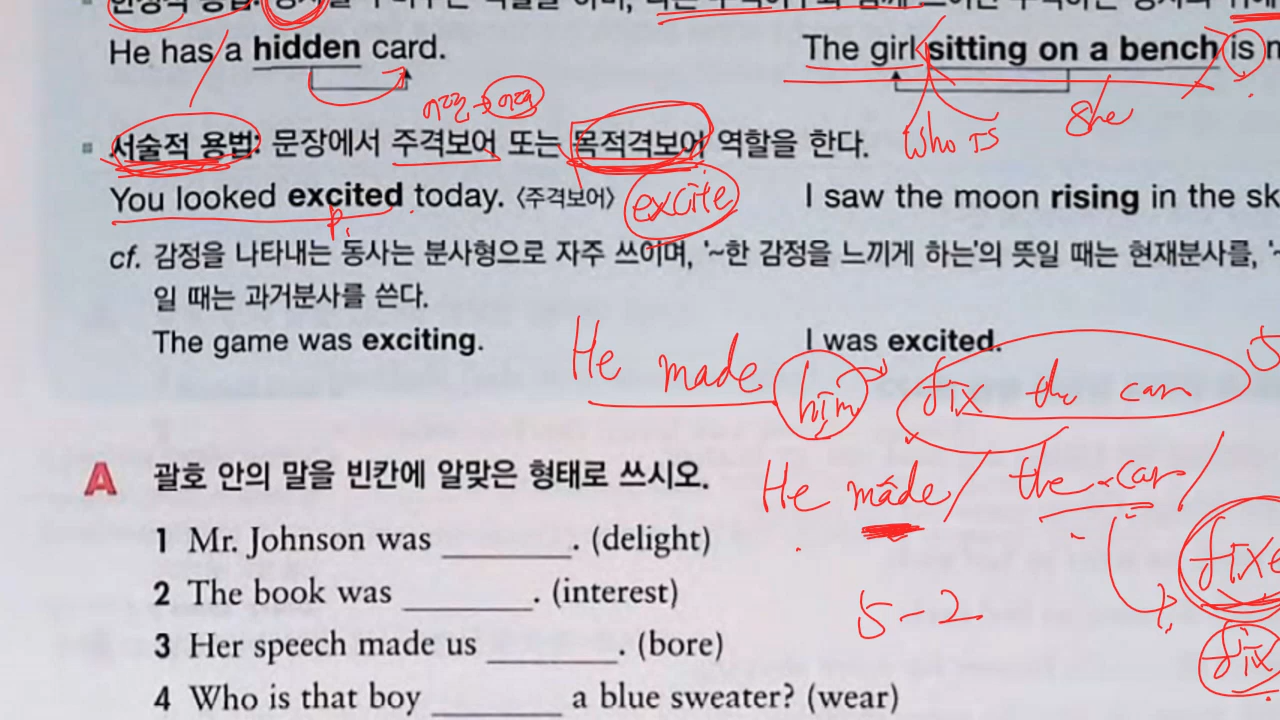 He has a hidden card.
The girl sitting on a bench is
어간 → 어간
who is
she
서술적 용법: 문장에서 주격보어 또는 목적격보어 역할을 한다.
You looked excited today. <주격보어>
excite
I saw the moon rising in the sk
p.
cf. 감정을 나타내는 동사는 분사형으로 자주 쓰이며, '~한 감정을 느끼게 하는'의 뜻일 때는 현재분사를, '~
일 때는 과거분사를 쓴다.
The game was exciting.
I was excited.
He made him fix the car
He made / the car /
fixe
5-2.
fix
A 괄호 안의 말을 빈칸에 알맞은 형태로 쓰시오.
1 Mr. Johnson was ________. (delight)
2 The book was ________. (interest)
3 Her speech made us ________. (bore)
4 Who is that boy ________ a blue sweater? (wear)